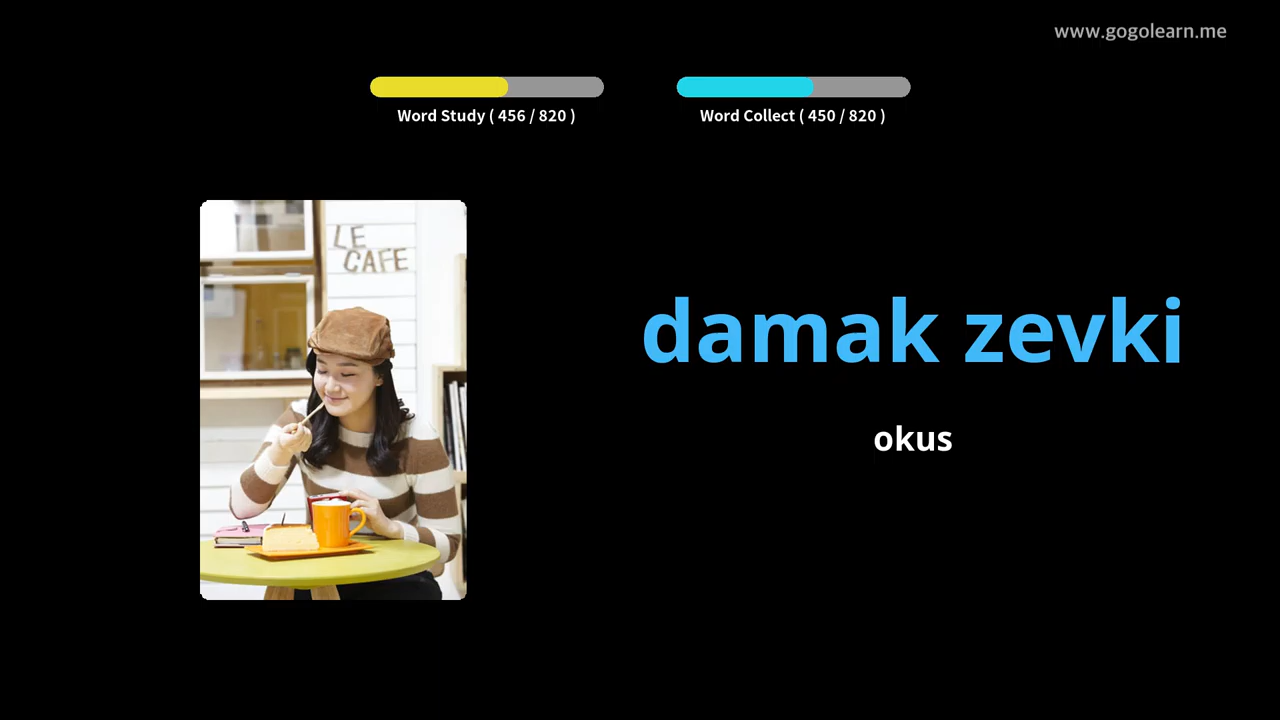 www.gogolearn.me
Word Study ( 456 / 820 )
Word Collect ( 450 / 820 )
LE
CAFE
damak zevki
okus